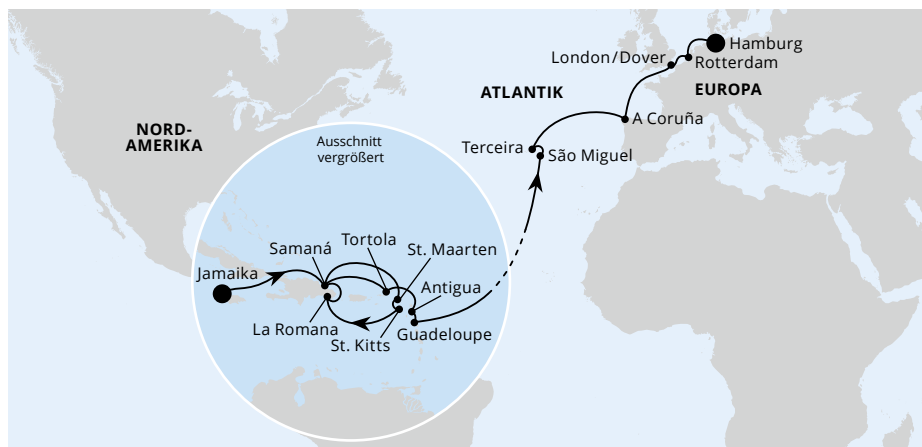 Hamburg
London/Dover
Rotterdam
ATLANTIK
EUROPA
A Coruña
NORD-
AMERIKA
Ausschnitt
vergrößert
Terceira
São Miguel
Tortola
Samaná
St. Maarten
Jamaika
Antigua
La Romana
Guadeloupe
St. Kitts